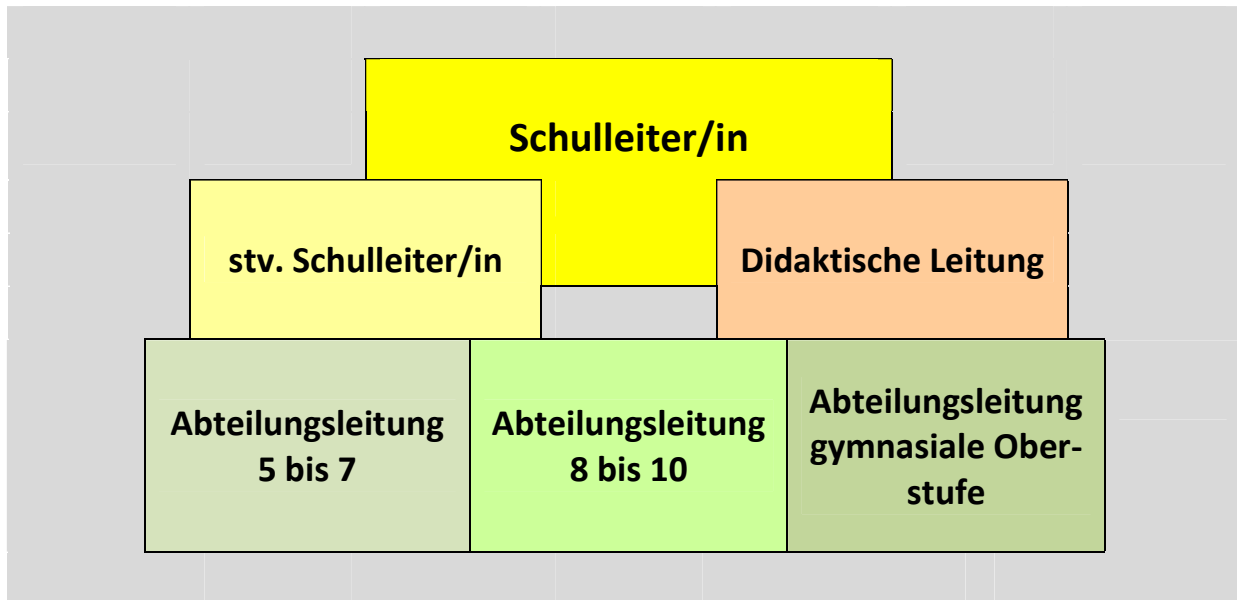 Schulleiter/in
stv. Schulleiter/in
Didaktische Leitung
Abteilungsleitung
5 bis 7
Abteilungsleitung
8 bis 10
Abteilungsleitung
gymnasiale Ober-
stufe